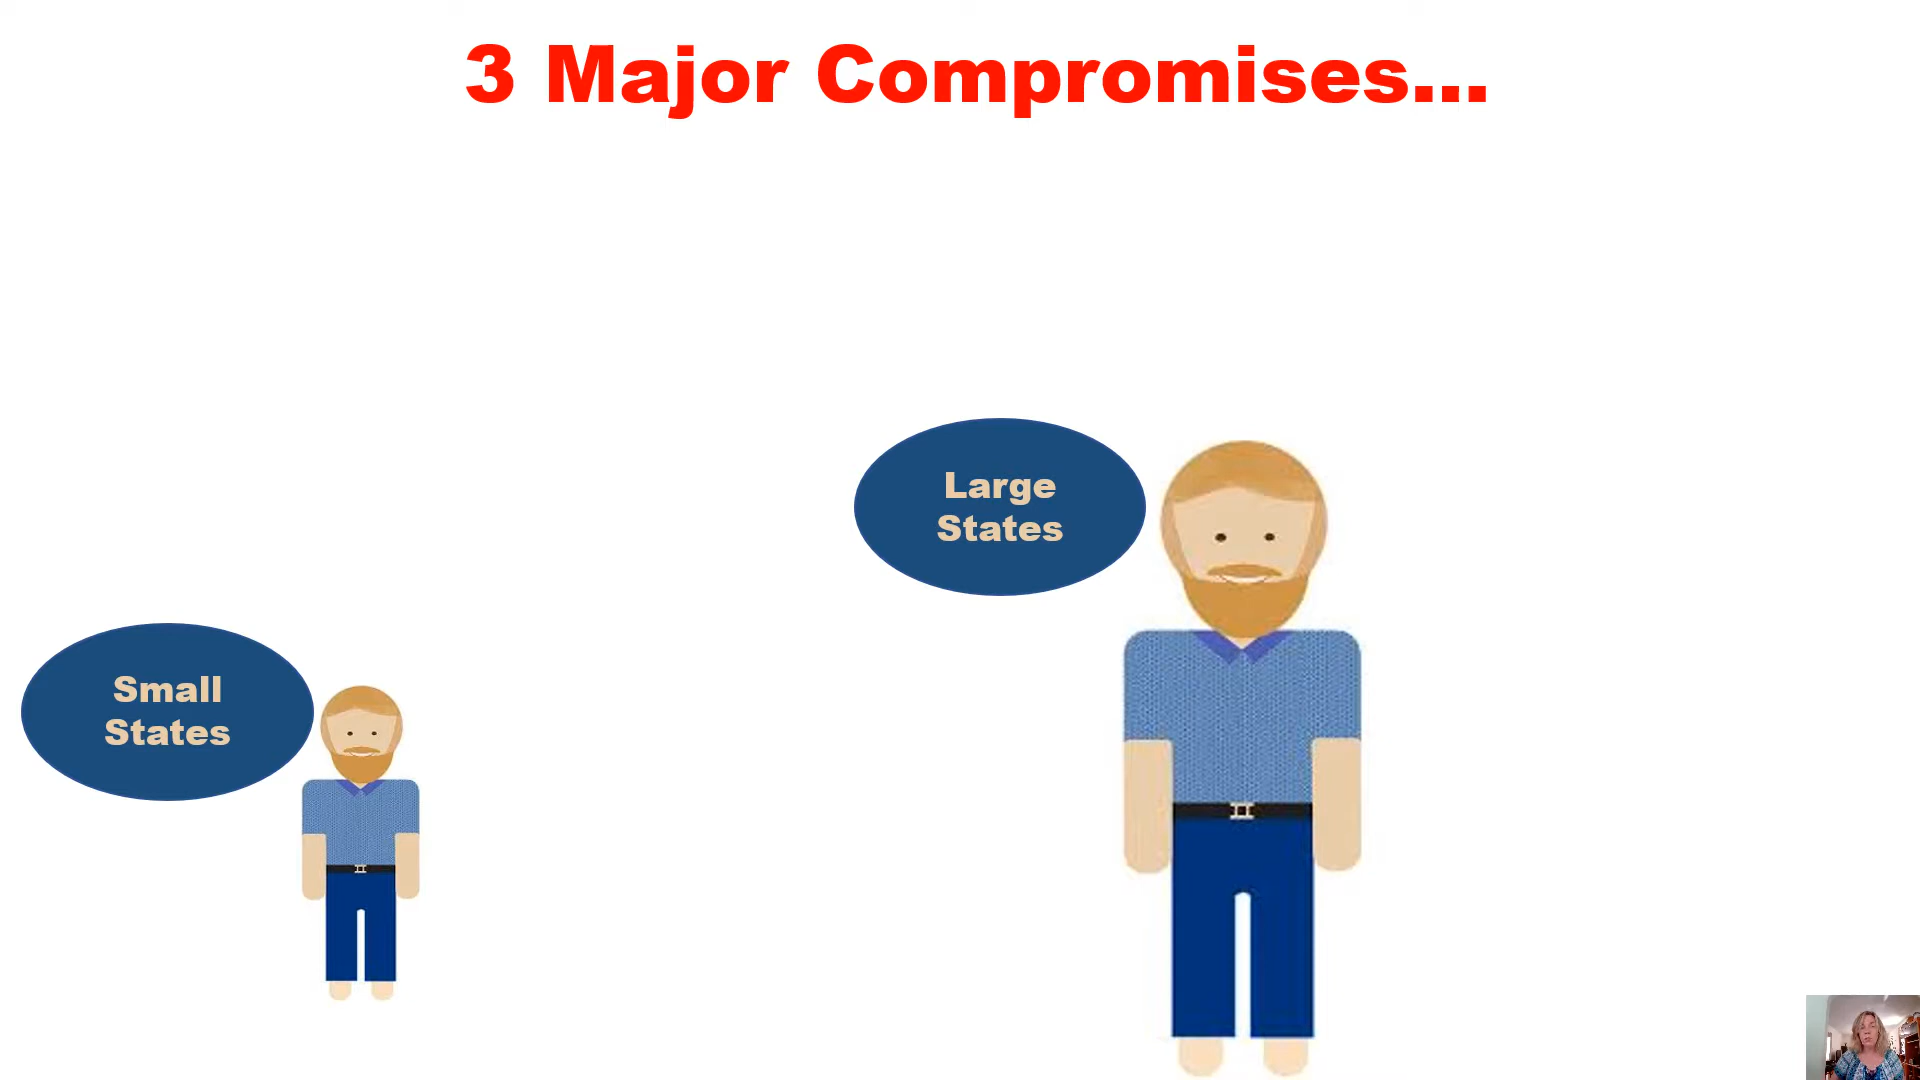 3 Major Compromises...
Large
States
Small
States